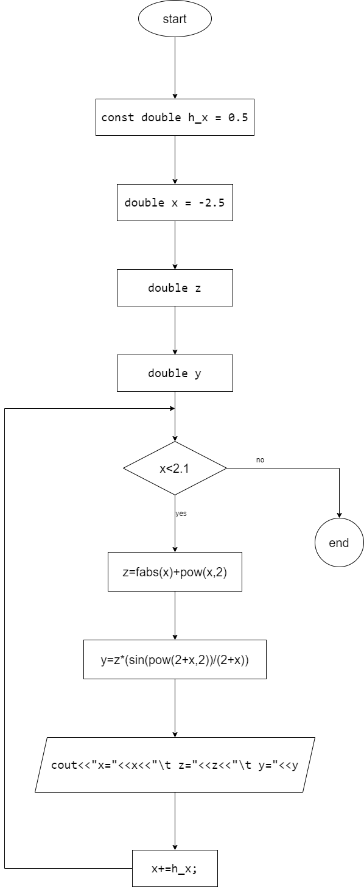 start
const double h_x = 0.5
double x = -2.5
double z
double y
x<2.1
no
yes
end
z=fabs(x)+pow(x,2)
y=z*(sin(pow(2+x,2))/(2+x))
cout<<"x="<<x<<"\t z="<<z<<"\t y="<<y
x+=h_x;